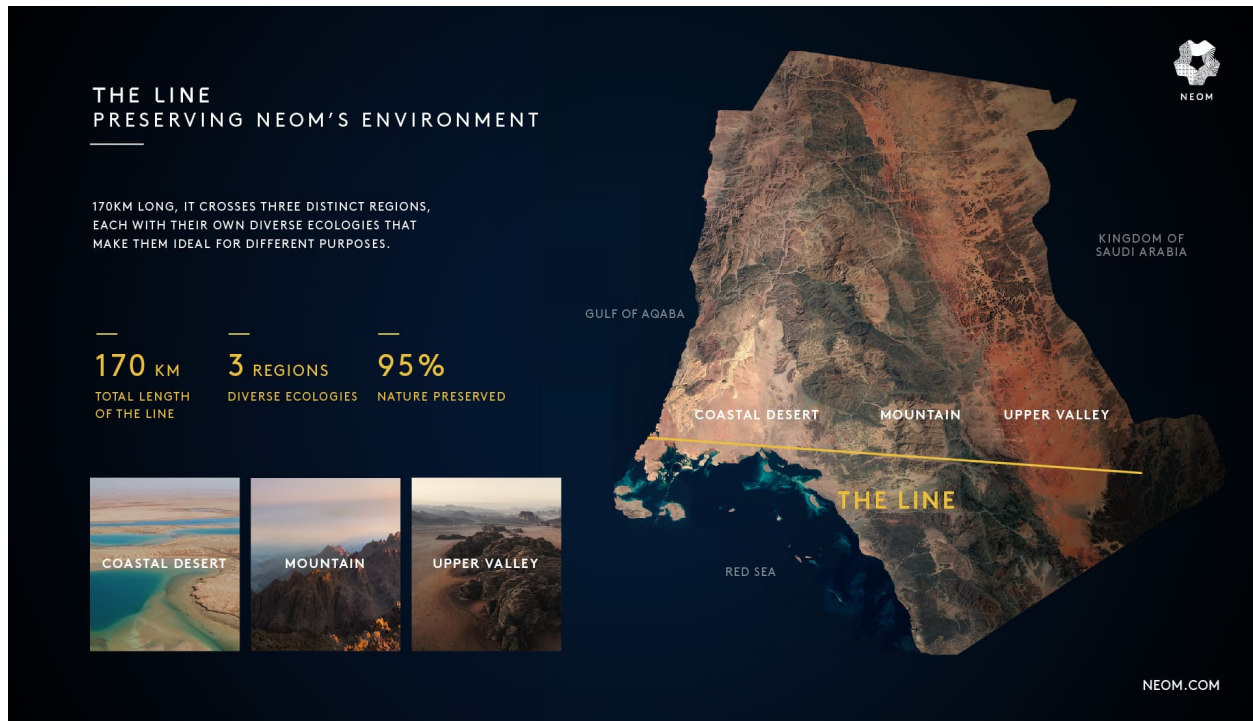 THE LINE
PRESERVING NEOM’S ENVIRONMENT
170KM LONG, IT CROSSES THREE DISTINCT REGIONS,
EACH WITH THEIR OWN DIVERSE ECOLOGIES THAT
MAKE THEM IDEAL FOR DIFFERENT PURPOSES.
170 KM
TOTAL LENGTH
OF THE LINE
3 REGIONS
DIVERSE ECOLOGIES
95%
NATURE PRESERVED
COASTAL DESERT
MOUNTAIN
UPPER VALLEY
NEOM
KINGDOM OF
SAUDI ARABIA
GULF OF AQABA
COASTAL DESERT
MOUNTAIN
UPPER VALLEY
THE LINE
RED SEA
NEOM.COM